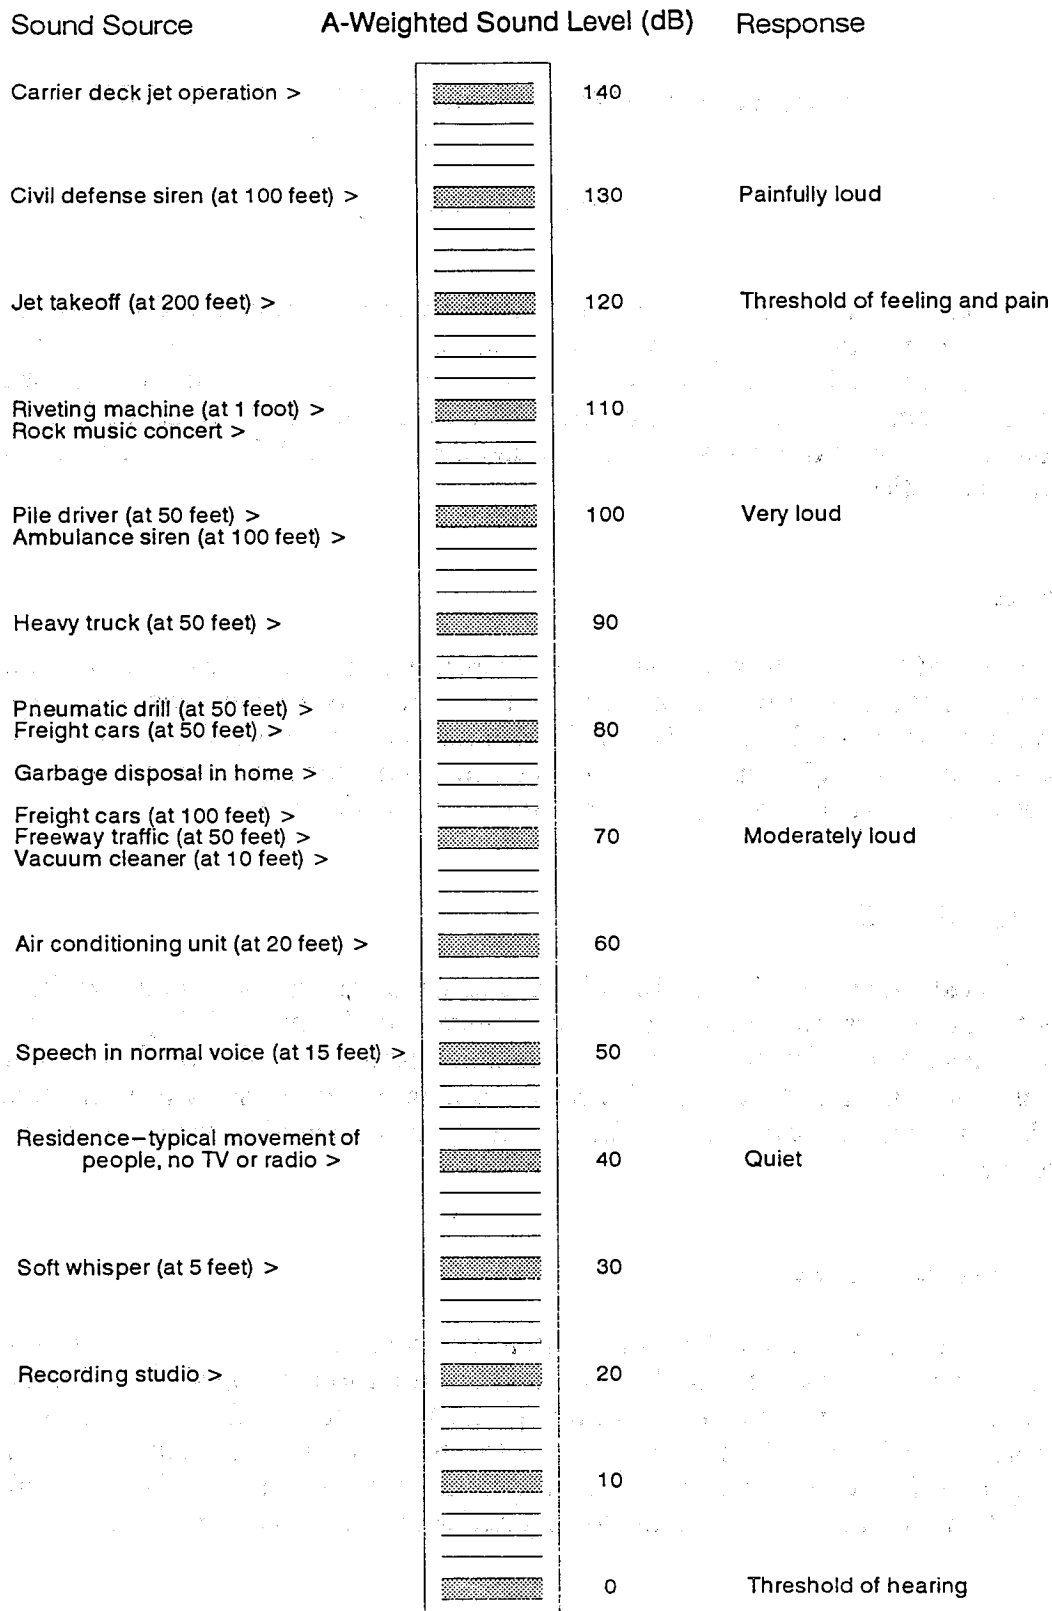 Sound Source A-Weighted Sound Level (dB) Response
Carrier deck jet operation > 140
Civil defense siren (at 100 feet) > 130 Painfully loud
Jet takeoff (at 200 feet) > 120 Threshold of feeling and pain
Riveting machine (at 1 foot) > 110
Rock music concert >
Pile driver (at 50 feet) > 100 Very loud
Ambulance siren (at 100 feet) >
Heavy truck (at 50 feet) > 90
Pneumatic drill (at 50 feet) >
Freight cars (at 50 feet) > 80
Garbage disposal in home >
Freight cars (at 100 feet) >
Freeway traffic (at 50 feet) > 70 Moderately loud
Vacuum cleaner (at 10 feet) >
Air conditioning unit (at 20 feet) > 60
Speech in normal voice (at 15 feet) > 50
Residence–typical movement of
people, no TV or radio > 40 Quiet
Soft whisper (at 5 feet) > 30
Recording studio > 20
10
0 Threshold of hearing